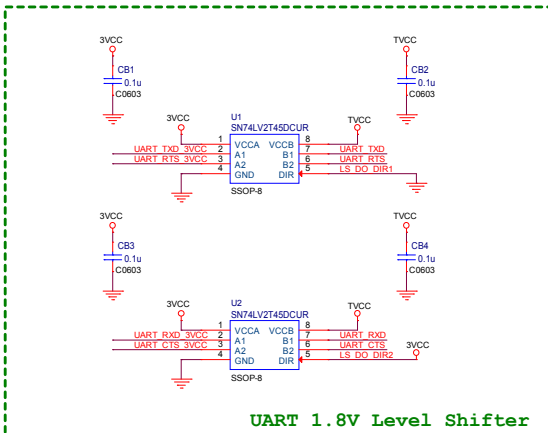 3VCC
TVCC
CB1
0.1u
C0603
CB2
0.1u
C0603
U1
SN74LV2T45DCUR
3VCC
TVCC
1 VCCA VCCB 8
UART_TXD_3VCC 2 A1 B1 7 UART_TXD
UART_RTS_3VCC 3 A2 B2 6 UART_RTS
4 GND DIR 5 LS_DO_DIR1
SSOP-8
3VCC
TVCC
CB3
0.1u
C0603
CB4
0.1u
C0603
U2
SN74LV2T45DCUR
3VCC
TVCC
1 VCCA VCCB 8
UART_RXD_3VCC 2 A1 B1 7 UART_RXD
UART_CTS_3VCC 3 A2 B2 6 UART_CTS
4 GND DIR 5 LS_DO_DIR2
3VCC
SSOP-8
UART 1.8V Level Shifter